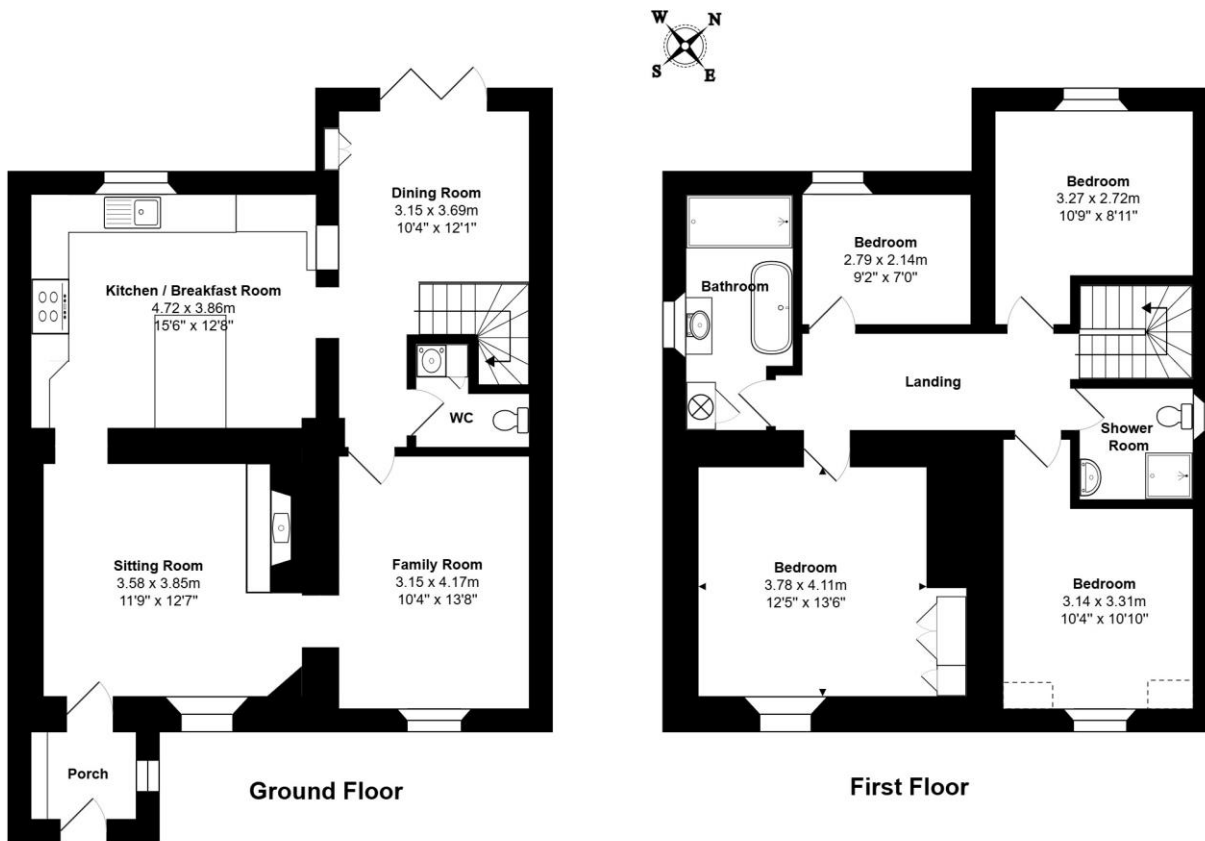 W N
S E
Dining Room
3.15 x 3.69m
10'4" x 12'1"
Kitchen / Breakfast Room
4.72 x 3.86m
15'6" x 12'8"
WC
Sitting Room
3.58 x 3.85m
11'9" x 12'7"
Family Room
3.15 x 4.17m
10'4" x 13'8"
Porch
Ground Floor
Bedroom
3.27 x 2.72m
10'9" x 8'11"
Bedroom
2.79 x 2.14m
9'2" x 7'0"
Bathroom
Landing
Shower
Room
Bedroom
3.78 x 4.11m
12'5" x 13'6"
Bedroom
3.14 x 3.31m
10'4" x 10'10"
First Floor